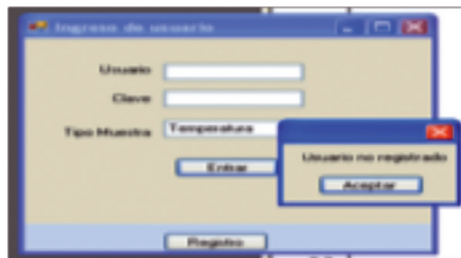 Ingreso de usuario
Usuario
Clave
Tipo Muestra Temperatura
Entrar
Usuario no registrado
Aceptar
Registro